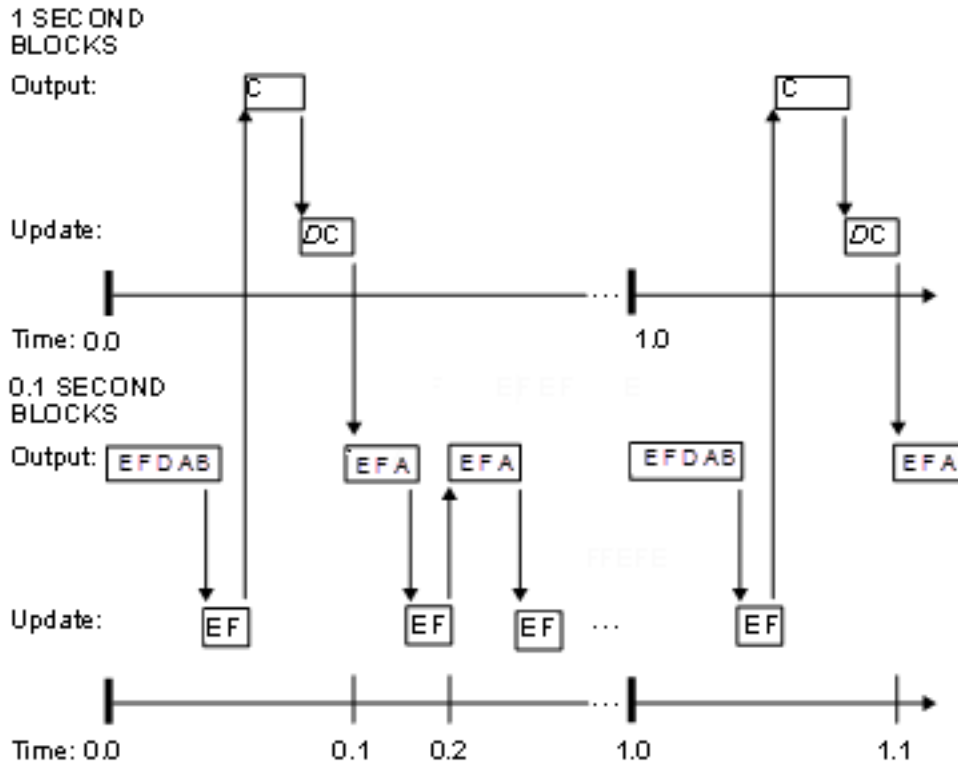 1 SECOND
BLOCKS
Output:
C
C
Update:
DC
DC
...
Time: 0.0
1.0
0.1 SECOND
BLOCKS
Output:
EFDAB
EFA
EFA
EFDAB
EFA
Update:
EF
EF
EF
...
EF
...
Time: 0.0
0.1
0.2
1.0
1.1